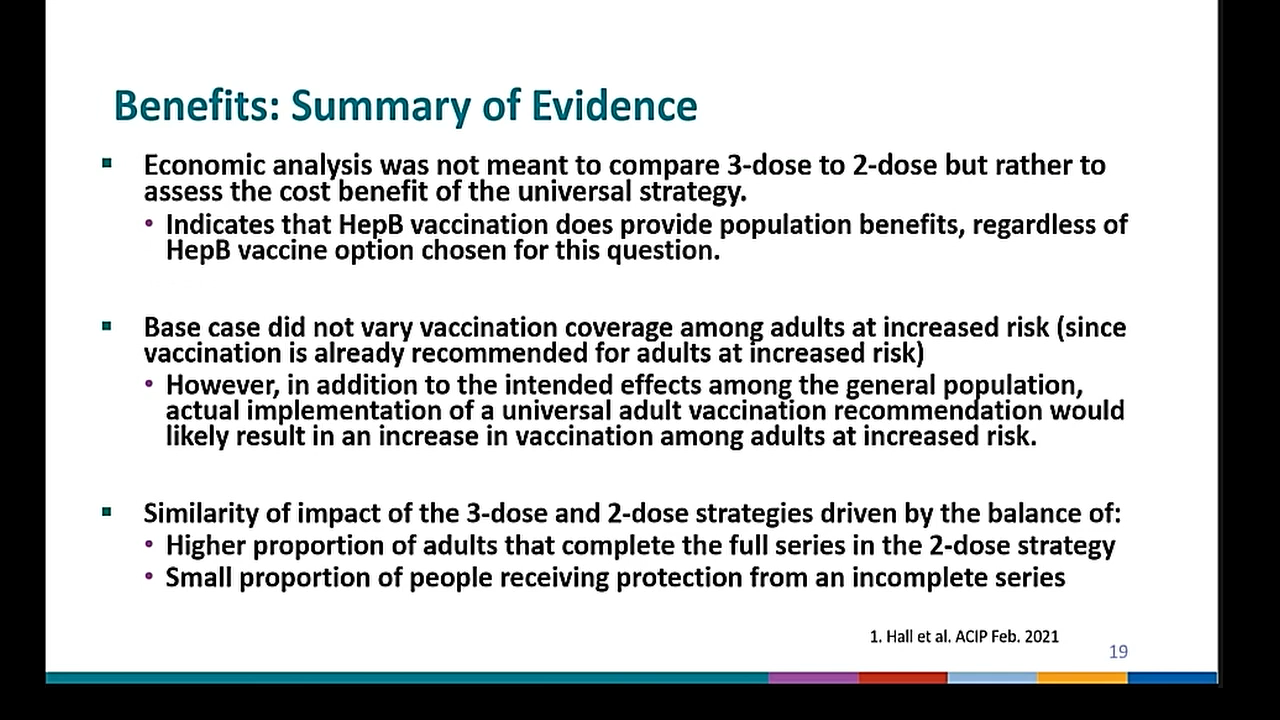 Benefits: Summary of Evidence
▪ Economic analysis was not meant to compare 3-dose to 2-dose but rather to
assess the cost benefit of the universal strategy.
• Indicates that HepB vaccination does provide population benefits, regardless of
HepB vaccine option chosen for this question.
▪ Base case did not vary vaccination coverage among adults at increased risk (since
vaccination is already recommended for adults at increased risk)
• However, in addition to the intended effects among the general population,
actual implementation of a universal adult vaccination recommendation would
likely result in an increase in vaccination among adults at increased risk.
▪ Similarity of impact of the 3-dose and 2-dose strategies driven by the balance of:
• Higher proportion of adults that complete the full series in the 2-dose strategy
• Small proportion of people receiving protection from an incomplete series
1. Hall et al. ACIP Feb. 2021
19